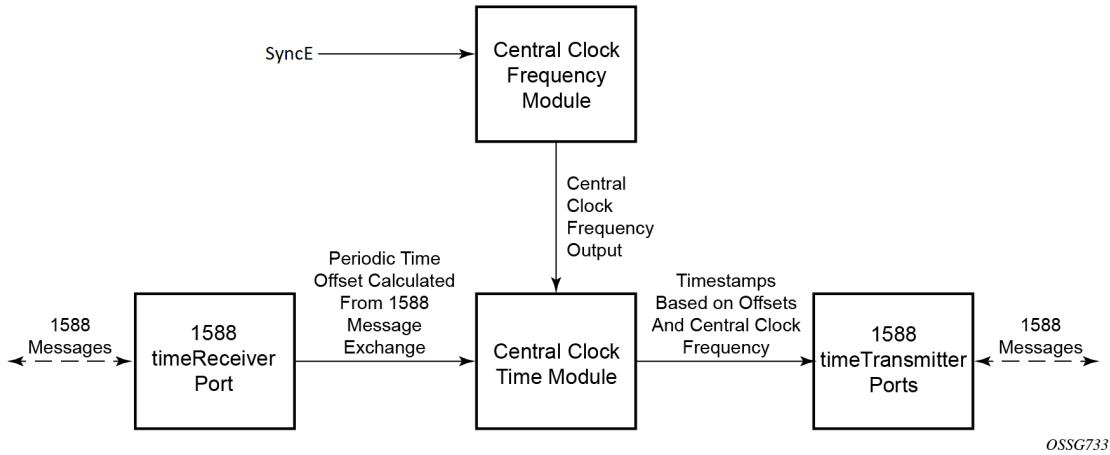 SyncE
Central Clock
Frequency
Module
Central
Clock
Frequency
Output
Periodic Time
Offset Calculated
From 1588
Message
Exchange
Timestamps
Based on Offsets
And Central Clock
Frequency
1588
Messages
1588
timeReceiver
Port
Central Clock
Time Module
1588
timeTransmitter
Ports
1588
Messages
OSSG733